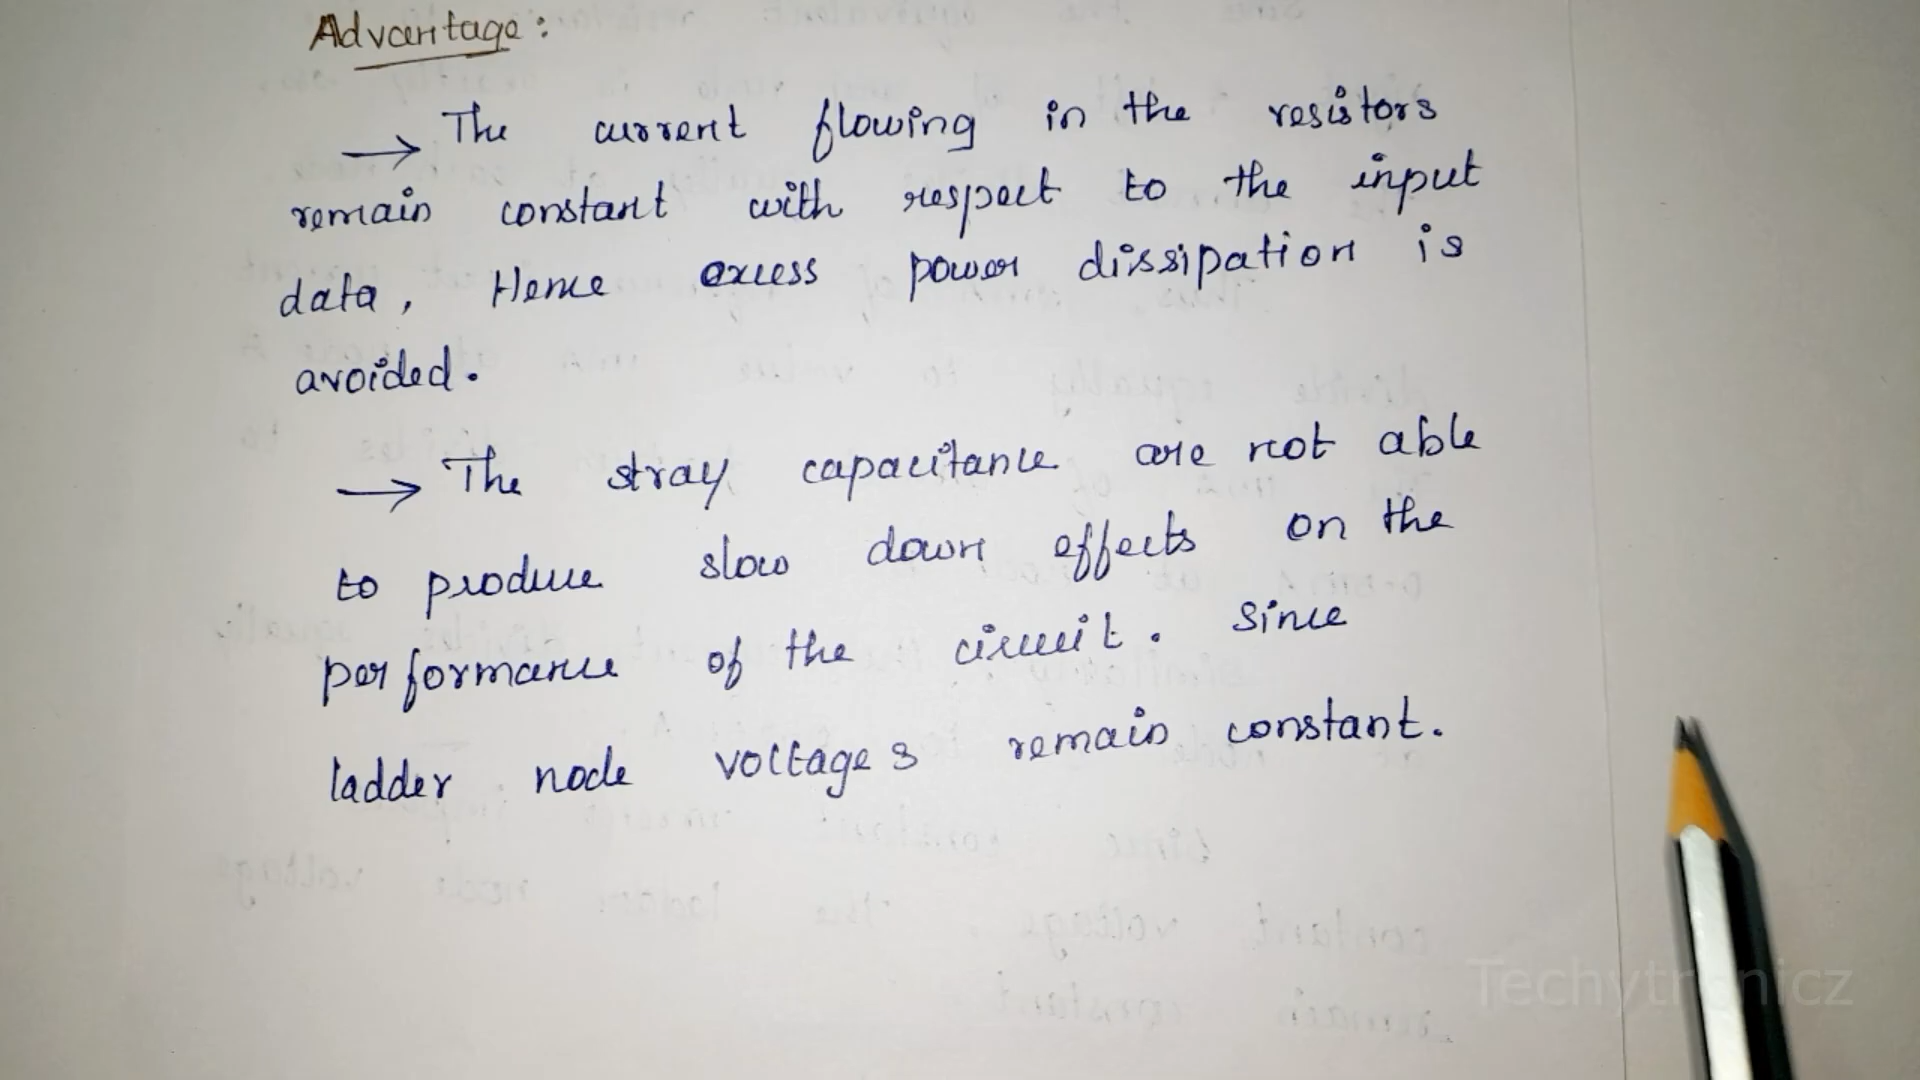 Advantage:
→ The current flowing in the resistors
remain constant with respect to the input
data, Hence excess power dissipation is
avoided.
→ The stray capacitance are not able
to produce slow down effects on the
performance of the circuit. Since
ladder node voltages remain constant.
Techytronicz